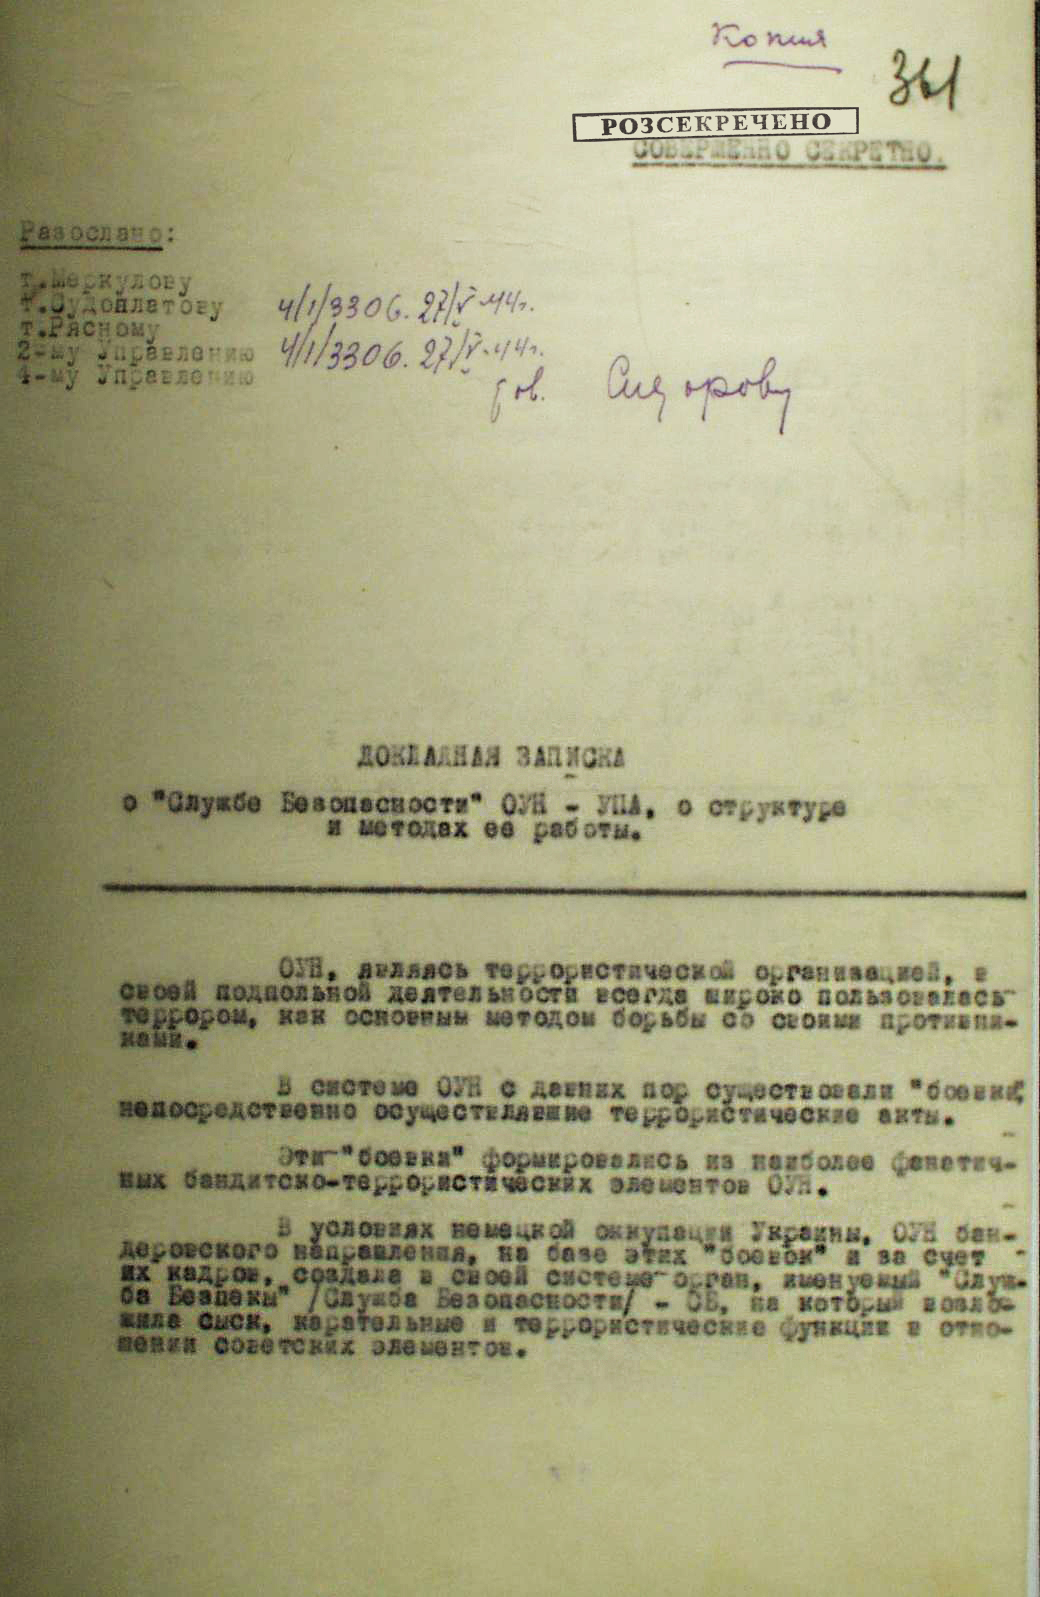 Копия
361
РОЗСЕКРЕЧЕНО
СОВЕРШЕННО СЕКРЕТНО.
Разослано:
т.Меркулову
т.Судоплатову 4/1/3306. 27/V-44г.
т.Рясному
2-му Управлению 4/1/3306. 27/V-44г.
4-му Управлению
Сидорову
ДОКЛАДНАЯ ЗАПИСКА
о "Службе Безопасности" ОУН - УПА, о структуре
и методах ее работы.
ОУН, являясь террористической организацией, в
своей подпольной деятельности всегда широко пользовалась
террором, как основным методом борьбы со своими противни-
ками.
В системе ОУН с давних пор существовали "боевки",
непосредственно осуществлявшие террористические акты.
Эти "боевки" формировались из наиболее фанатич-
ных бандитско-террористических элементов ОУН.
В условиях немецкой оккупации Украины, ОУН бан-
деровского направления, на базе этих "боевок" и за счет
их кадров, создала в своей системе орган, именуемый "Служ-
ба Безпеки" /Служба Безопасности/ - СБ, на который возло-
жила сыск, карательные и террористические функции в отно-
шении советских элементов.